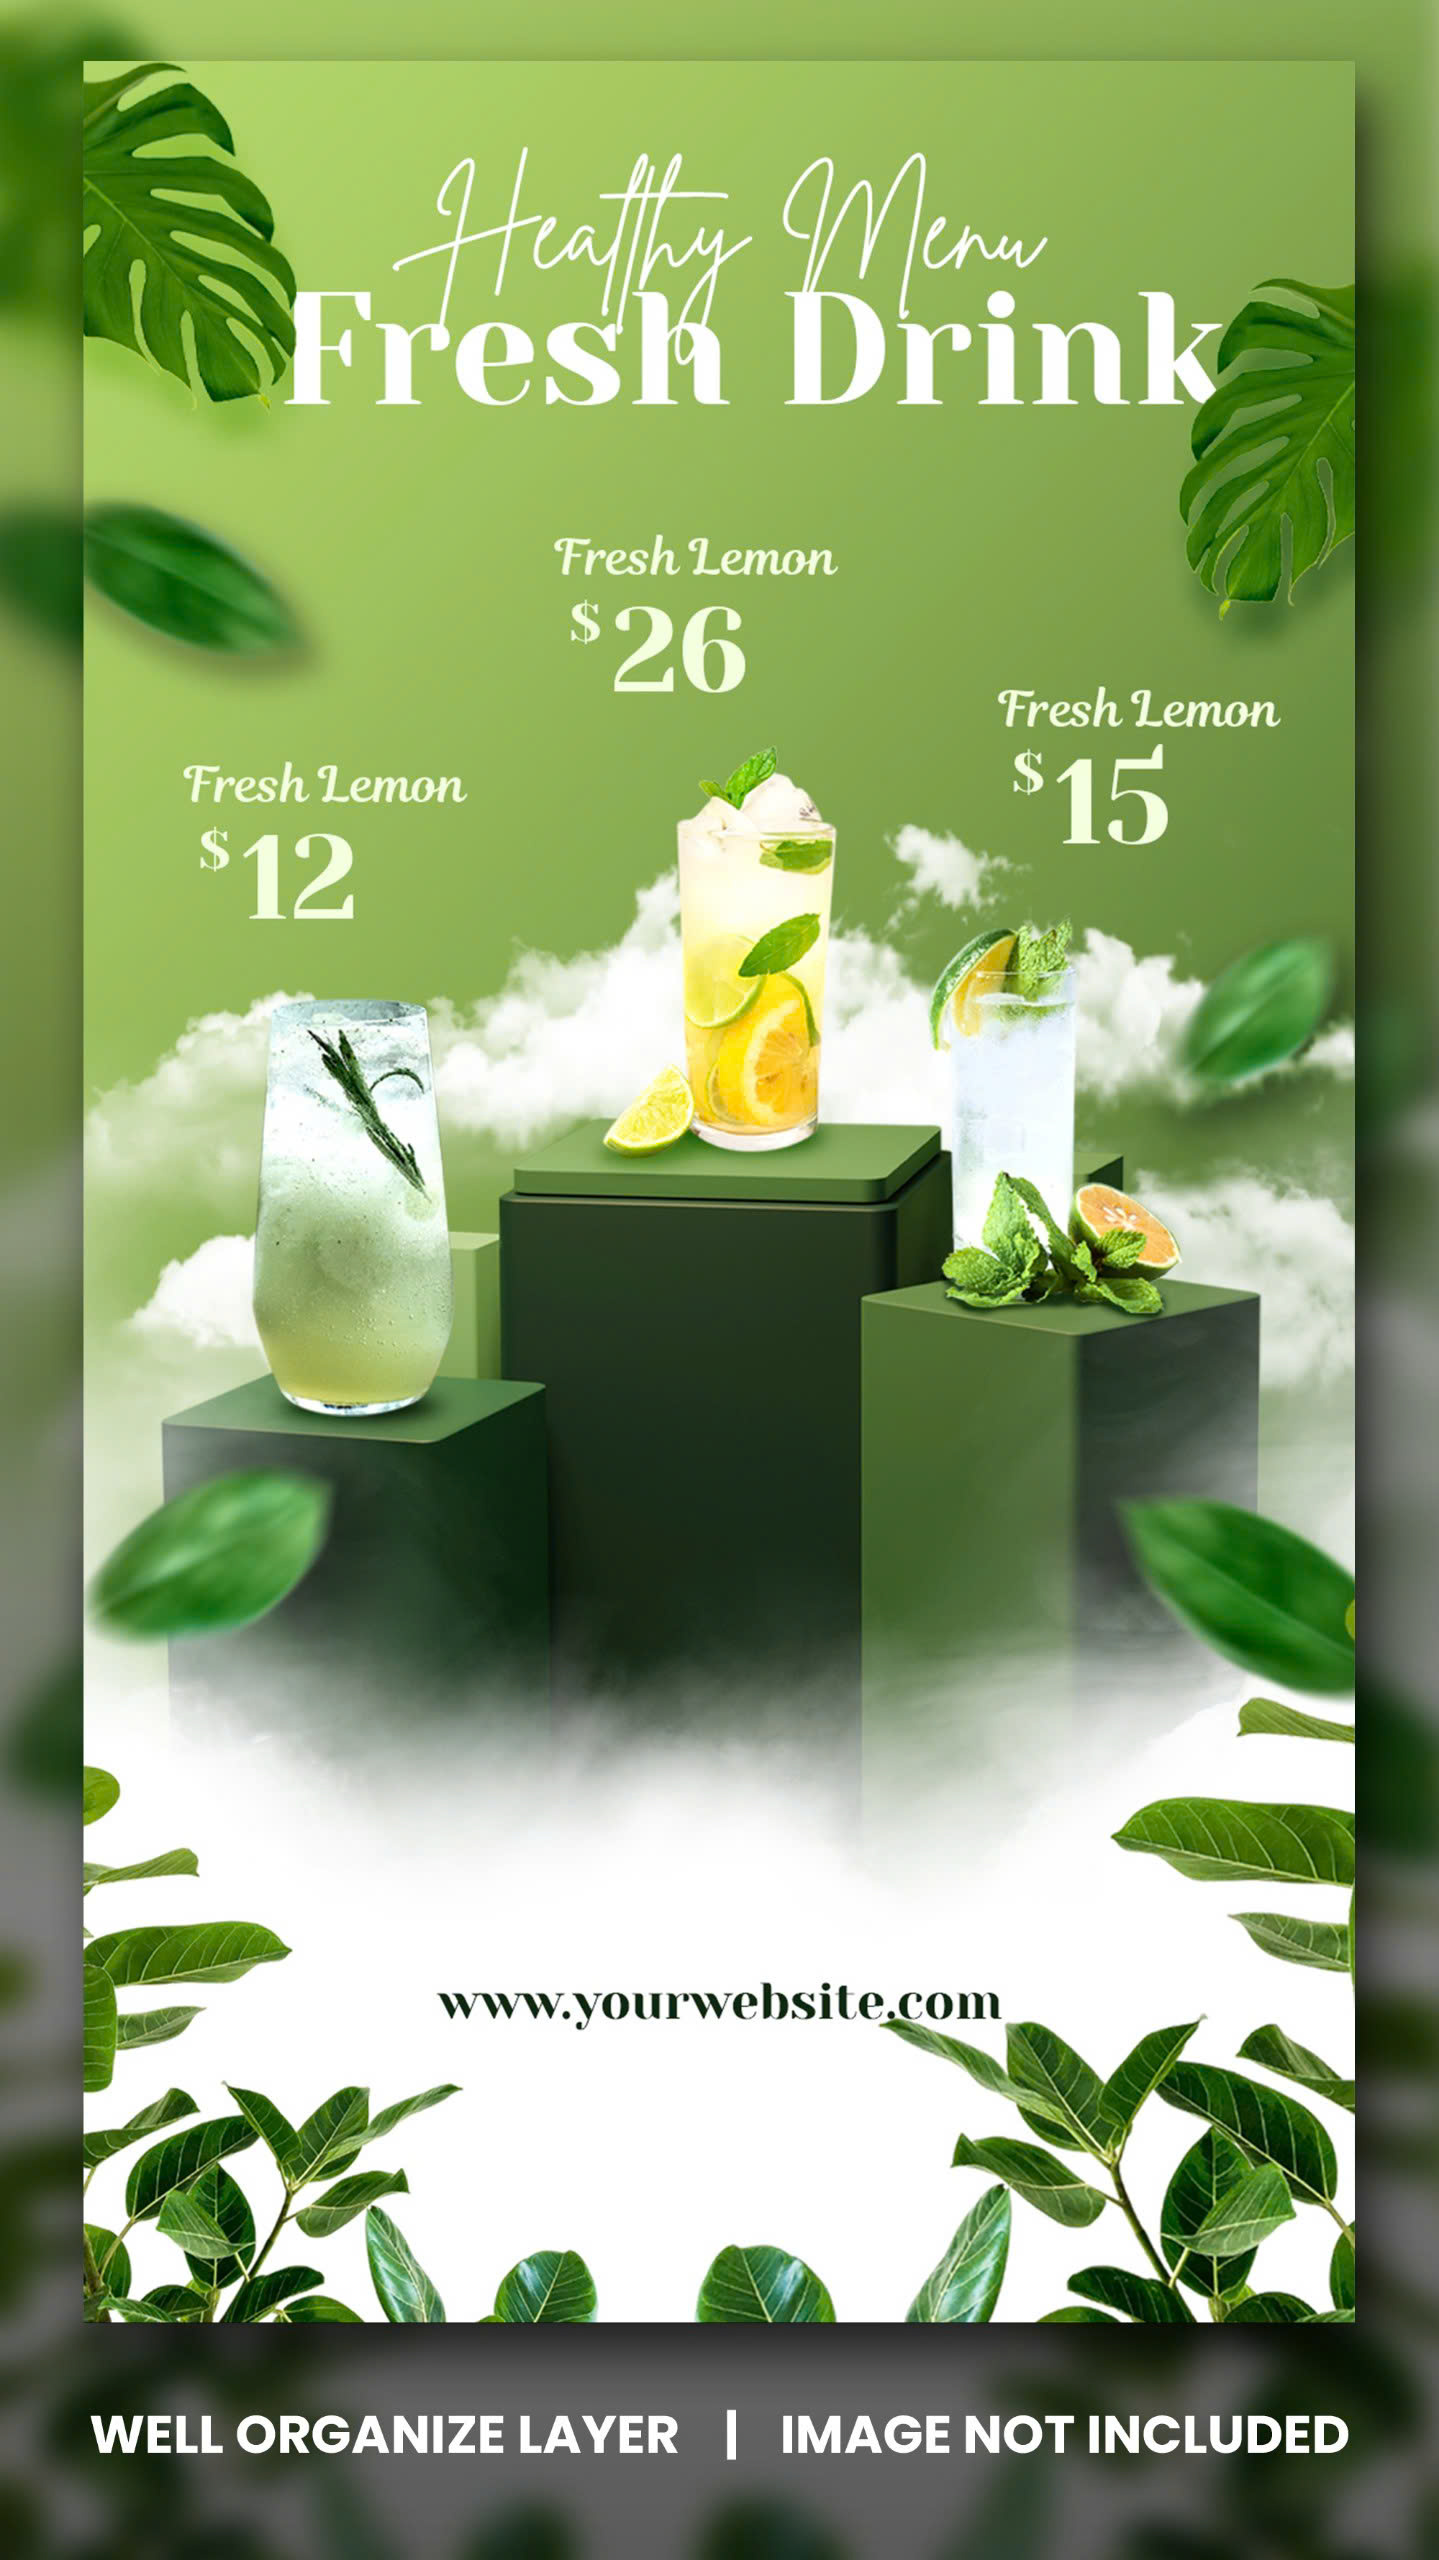 Healthy Menu
Fresh Drink
Fresh Lemon
$26
Fresh Lemon
$15
Fresh Lemon
$12
www.yourwebsite.com
WELL ORGANIZE LAYER | IMAGE NOT INCLUDED